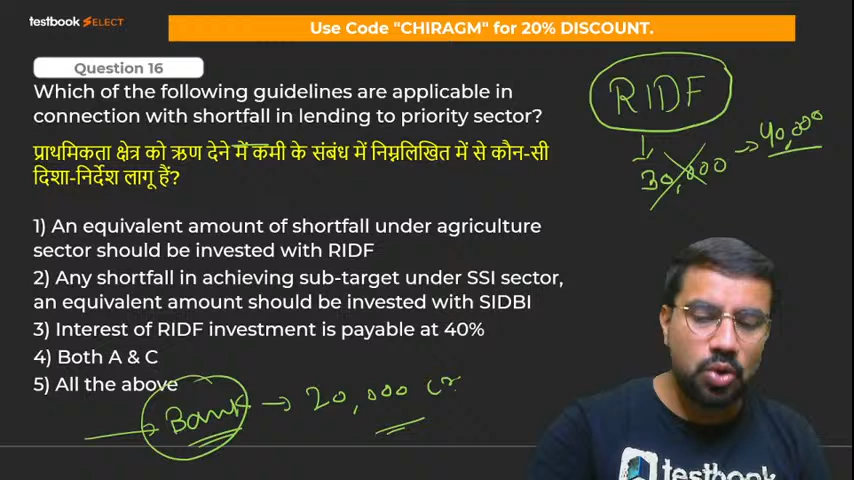 testbook SELECT
Use Code "CHIRAGM" for 20% DISCOUNT.
Question 16
Which of the following guidelines are applicable in
connection with shortfall in lending to priority sector?
प्राथमिकता क्षेत्र को ऋण देने में कमी के संबंध में निम्नलिखित में से कौन-सी
दिशा-निर्देश लागू हैं?
1) An equivalent amount of shortfall under agriculture
sector should be invested with RIDF
2) Any shortfall in achieving sub-target under SSI sector,
an equivalent amount should be invested with SIDBI
3) Interest of RIDF investment is payable at 40%
4) Both A & C
5) All the above
RIDF
30,000 → 40,000
Bank → 20,000 cr
testbook